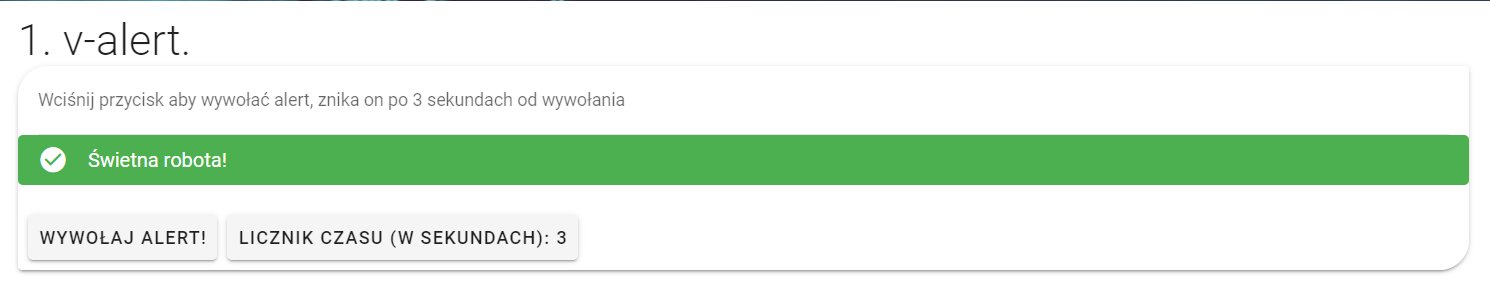 1. v-alert.
Wciśnij przycisk aby wywołać alert, znika on po 3 sekundach od wywołania
Świetna robota!
WYWOŁAJ ALERT! LICZNIK CZASU (W SEKUNDACH): 3